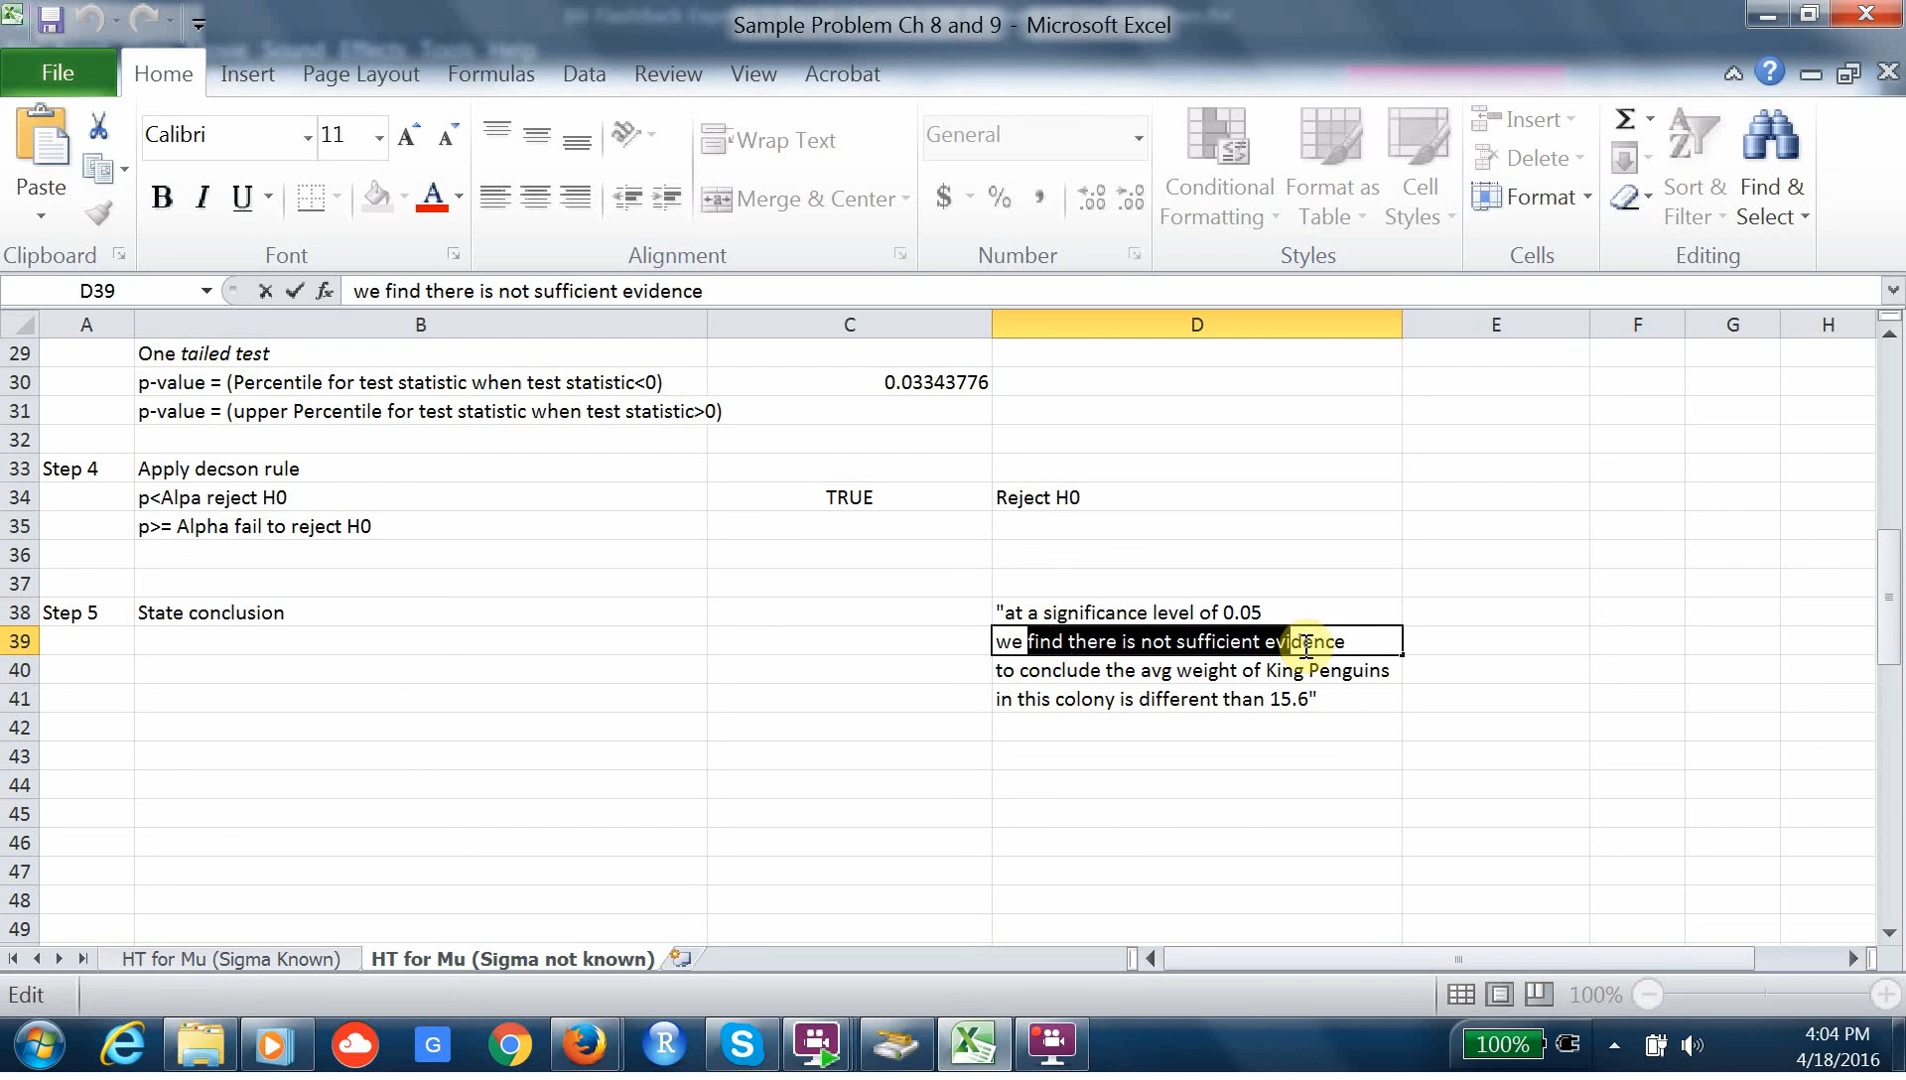 Sample Problem Ch 8 and 9 - Microsoft Excel
File Home Insert Page Layout Formulas Data Review View Acrobat
Calibri 11 Wrap Text General Insert
Paste Delete
Merge & Center $ % , Conditional Formatting Format as Table Cell Styles Format Sort & Filter Find & Select
Clipboard Font Alignment Number Styles Cells Editing
D39 fx we find there is not sufficient evidence
A B C D E F G H
29 One tailed test
30 p-value = (Percentile for test statistic when test statistic<0) 0.03343776
31 p-value = (upper Percentile for test statistic when test statistic>0)
32
33 Step 4 Apply decson rule
34 p<Alpa reject H0 TRUE Reject H0
35 p>= Alpha fail to reject H0
36
37
38 Step 5 State conclusion "at a significance level of 0.05
39 we find there is not sufficient evidence
40 to conclude the avg weight of King Penguins
41 in this colony is different than 15.6"
42
43
44
45
46
47
48
49
HT for Mu (Sigma Known) HT for Mu (Sigma not known)
Edit 100%
100% 4:04 PM
4/18/2016